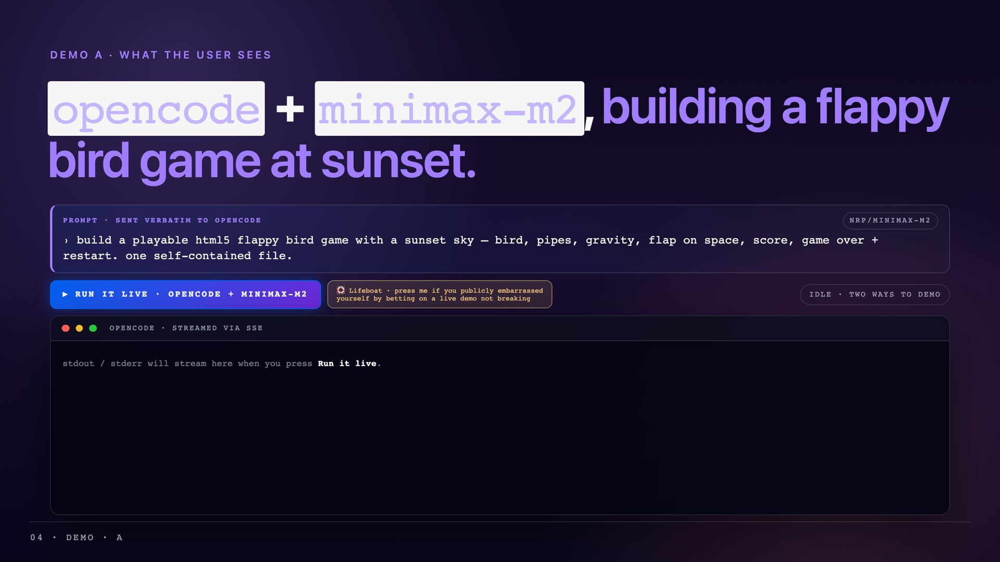 DEMO A · WHAT THE USER SEES
opencode + minimax-m2, building a flappy
bird game at sunset.
PROMPT · SENT VERBATIM TO OPENCODE
NRP/MINIMAX-M2
› build a playable html5 flappy bird game with a sunset sky — bird, pipes, gravity, flap on space, score, game over +
restart. one self-contained file.
▶ RUN IT LIVE · OPENCODE + MINIMAX-M2
🛟 Lifeboat · press me if you publicly embarrassed
yourself by betting on a live demo not breaking
IDLE · TWO WAYS TO DEMO
OPENCODE · STREAMED VIA SSE
stdout / stderr will stream here when you press Run it live.
04 · DEMO · A